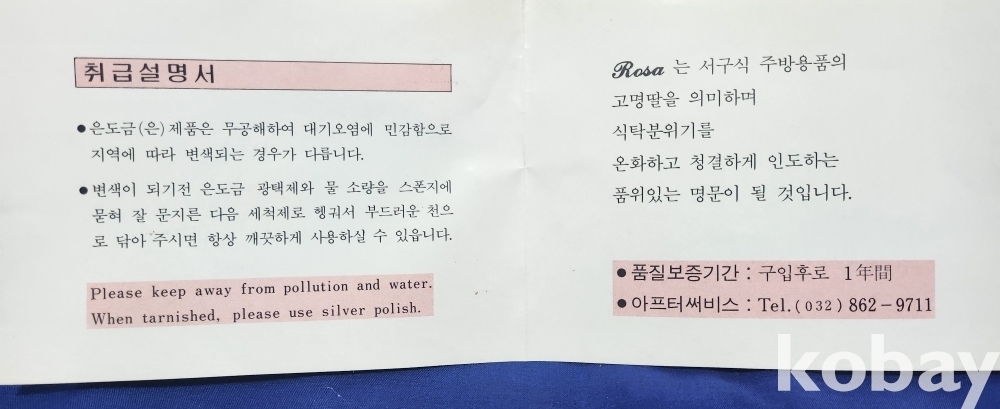 취급설명서
● 은도금(은)제품은 무공해하여 대기오염에 민감함으로
지역에 따라 변색되는 경우가 다릅니다.
● 변색이 되기전 은도금 광택제와 물 소량을 스폰지에
묻혀 잘 문지른 다음 세척제로 헹궈서 부드러운 천으
로 닦아 주시면 항상 깨끗하게 사용하실 수 있읍니다.
Please keep away from pollution and water.
When tarnished, please use silver polish.
Rosa 는 서구식 주방용품의
고명딸을 의미하며
식탁분위기를
온화하고 청결하게 인도하는
품위있는 명문이 될 것입니다.
● 품질보증기간 : 구입후로 1年間
● 아프터써비스 : Tel.(032) 862-9711
kobay